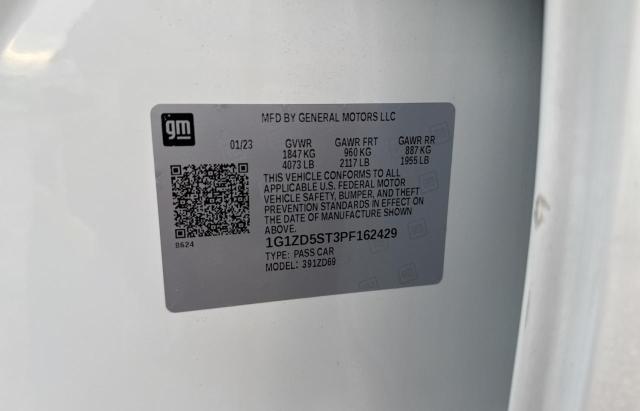 gm
MFD BY GENERAL MOTORS LLC
01/23 GVWR GAWR FRT GAWR RR
1847 KG 960 KG 887 KG
4073 LB 2117 LB 1955 LB
THIS VEHICLE CONFORMS TO ALL
APPLICABLE U.S. FEDERAL MOTOR
VEHICLE SAFETY, BUMPER, AND THEFT
PREVENTION STANDARDS IN EFFECT ON
THE DATE OF MANUFACTURE SHOWN
ABOVE.
8624
1G1ZD5ST3PF162429
TYPE: PASS CAR
MODEL: 391ZD69